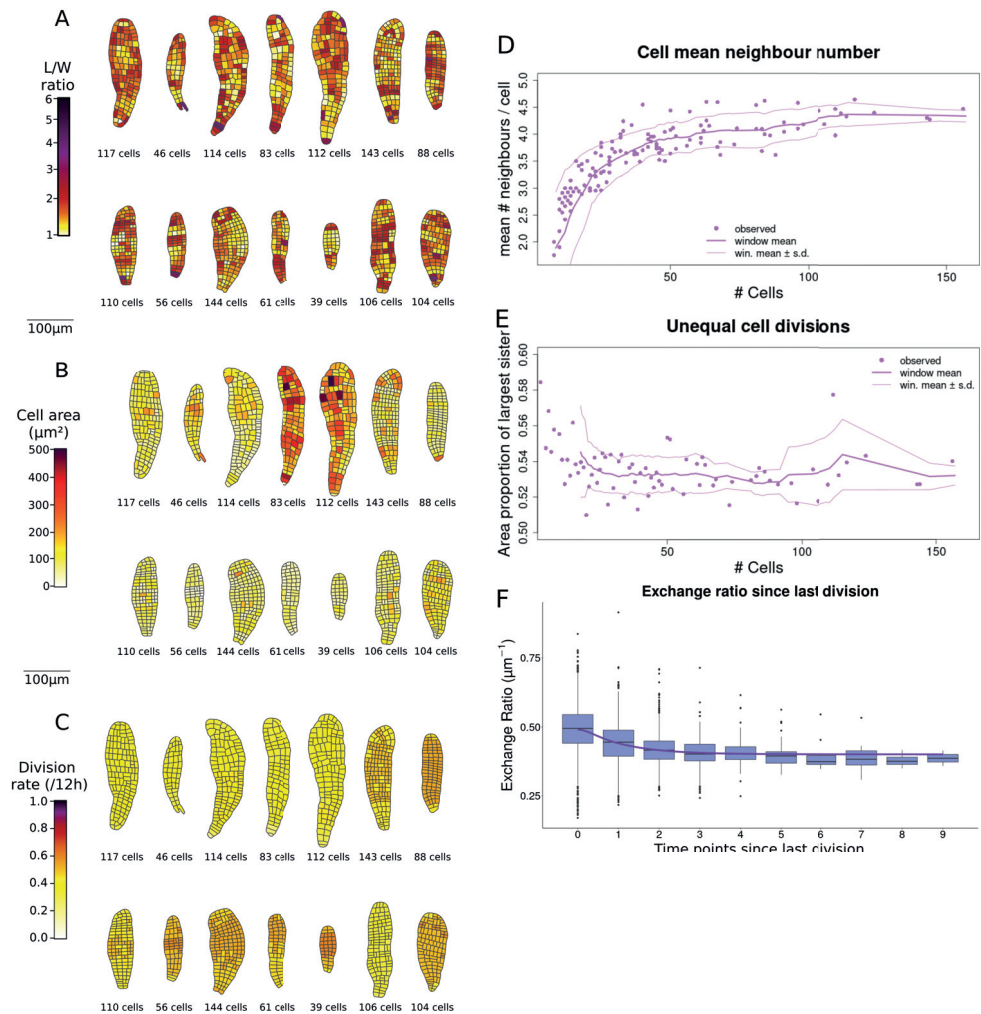 A
L/W
ratio
6
5
4
3
2
1
117 cells 46 cells 114 cells 83 cells 112 cells 143 cells 88 cells
110 cells 56 cells 144 cells 61 cells 39 cells 106 cells 104 cells
100µm
B
Cell area
(µm²)
500
400
300
200
100
0
117 cells 46 cells 114 cells 83 cells 112 cells 143 cells 88 cells
110 cells 56 cells 144 cells 61 cells 39 cells 106 cells 104 cells
100µm
C
Division
rate (/12h)
1.0
0.8
0.6
0.4
0.2
0.0
117 cells 46 cells 114 cells 83 cells 112 cells 143 cells 88 cells
110 cells 56 cells 144 cells 61 cells 39 cells 106 cells 104 cells
D
Cell mean neighbour number
mean # neighbours / cell
5.0
4.5
4.0
3.5
3.0
2.5
2.0
observed
window mean
win. mean ± s.d.
50 100 150
# Cells
E
Unequal cell divisions
Area proportion of largest sister
0.60
0.58
0.56
0.54
0.52
0.50
observed
window mean
win. mean ± s.d.
50 100 150
# Cells
F
Exchange ratio since last division
Exchange Ratio (µm⁻¹)
0.75
0.50
0.25
0 1 2 3 4 5 6 7 8 9
Time points since last division